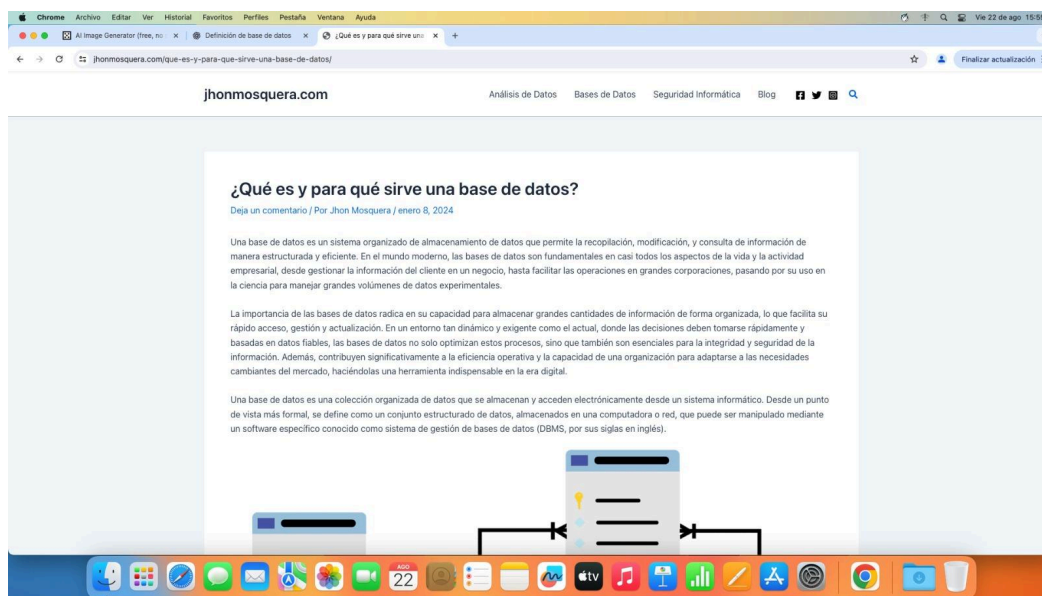 Chrome Archivo Editar Ver Historial Favoritos Perfiles Pestaña Ventana Ayuda
Vie 22 de ago 15:5
AI Image Generator (free, no
Definición de base de datos
¿Qué es y para qué sirve una
jhonmosquera.com/que-es-y-para-que-sirve-una-base-de-datos/
Finalizar actualización
jhonmosquera.com
Análisis de Datos Bases de Datos Seguridad Informática Blog
¿Qué es y para qué sirve una base de datos?
Deja un comentario / Por Jhon Mosquera / enero 8, 2024
Una base de datos es un sistema organizado de almacenamiento de datos que permite la recopilación, modificación, y consulta de información de
manera estructurada y eficiente. En el mundo moderno, las bases de datos son fundamentales en casi todos los aspectos de la vida y la actividad
empresarial, desde gestionar la información del cliente en un negocio, hasta facilitar las operaciones en grandes corporaciones, pasando por su uso en
la ciencia para manejar grandes volúmenes de datos experimentales.
La importancia de las bases de datos radica en su capacidad para almacenar grandes cantidades de información de forma organizada, lo que facilita su
rápido acceso, gestión y actualización. En un entorno tan dinámico y exigente como el actual, donde las decisiones deben tomarse rápidamente y
basadas en datos fiables, las bases de datos no solo optimizan estos procesos, sino que también son esenciales para la integridad y seguridad de la
información. Además, contribuyen significativamente a la eficiencia operativa y la capacidad de una organización para adaptarse a las necesidades
cambiantes del mercado, haciéndolas una herramienta indispensable en la era digital.
Una base de datos es una colección organizada de datos que se almacenan y acceden electrónicamente desde un sistema informático. Desde un punto
de vista más formal, se define como un conjunto estructurado de datos, almacenados en una computadora o red, que puede ser manipulado mediante
un software específico conocido como sistema de gestión de bases de datos (DBMS, por sus siglas en inglés).
AGO
22
tv